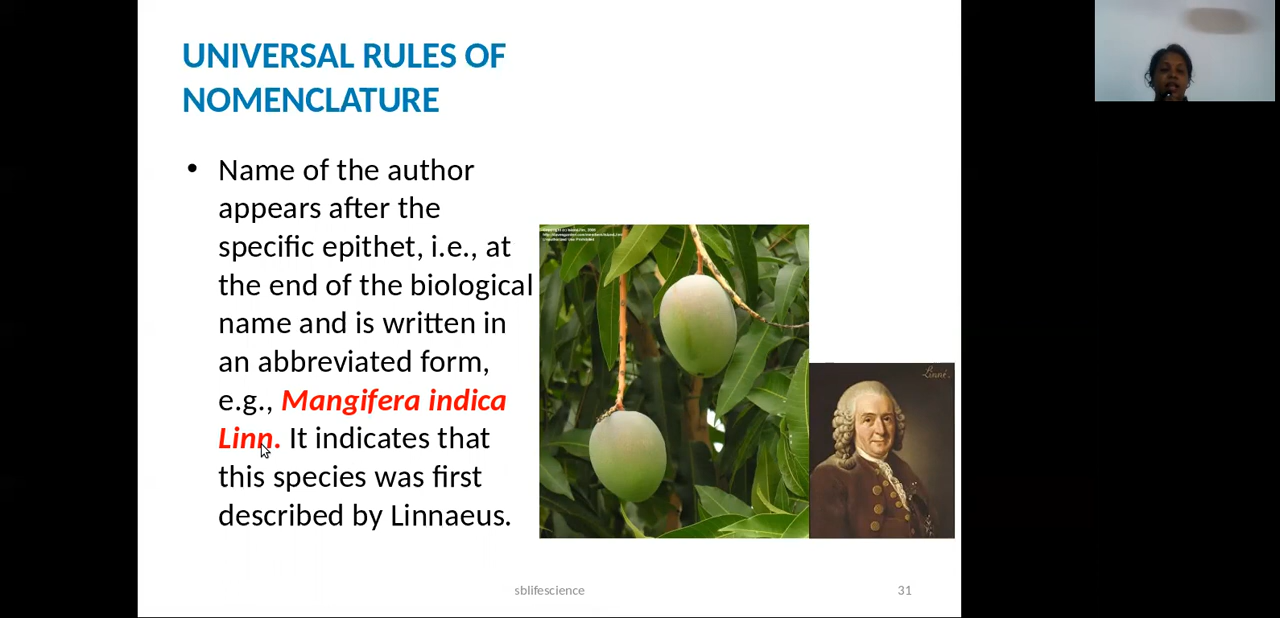 UNIVERSAL RULES OF
NOMENCLATURE
• Name of the author
appears after the
specific epithet, i.e., at
the end of the biological
name and is written in
an abbreviated form,
e.g., Mangifera indica
Linn. It indicates that
this species was first
described by Linnaeus.
Linné.
sblifescience
31